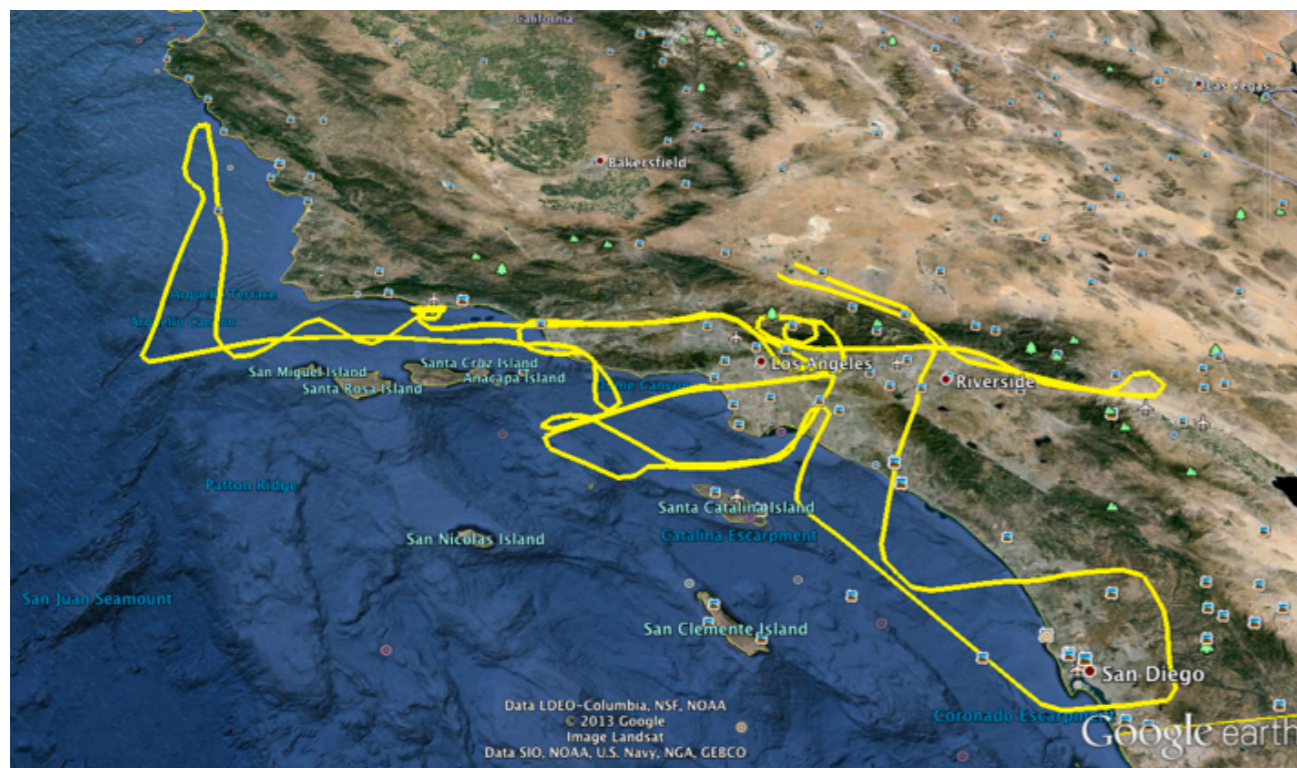 California
Las Vegas
Bakersfield
Arguello Canyon
Los Angeles
Santa Cruz Island
San Miguel Island
Anacapa Island
Santa Rosa Island
Riverside
Patton Ridge
Santa Catalina Island
Catalina Escarpment
San Nicolas Island
San Juan Seamount
San Clemente Island
San Diego
Coronado Escarpment
Data LDEO-Columbia, NSF, NOAA
© 2013 Google
Image Landsat
Data SIO, NOAA, U.S. Navy, NGA, GEBCO
Google earth